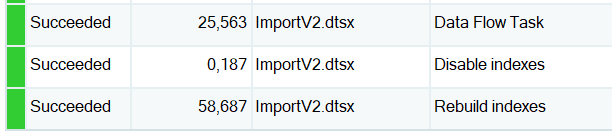 Succeeded 25,563 ImportV2.dtsx Data Flow Task
Succeeded 0,187 ImportV2.dtsx Disable indexes
Succeeded 58,687 ImportV2.dtsx Rebuild indexes